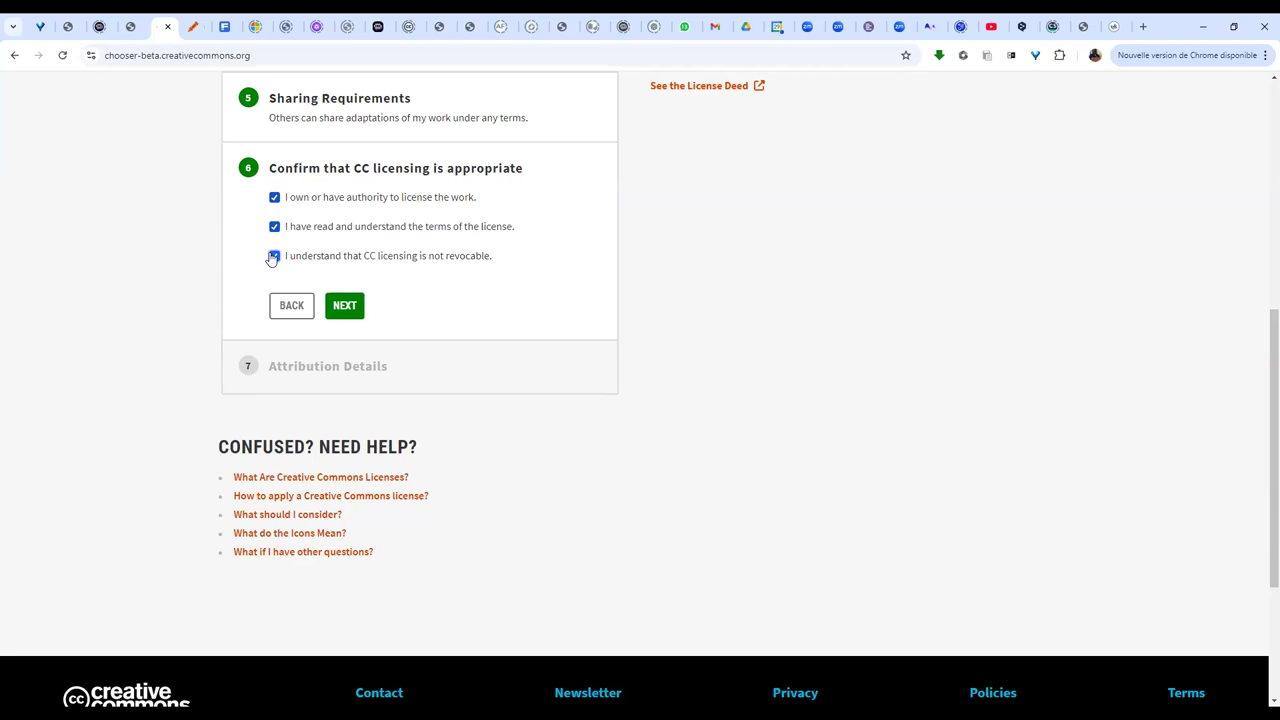 chooser-beta.creativecommons.org
Nouvelle version de Chrome disponible
5
Sharing Requirements
Others can share adaptations of my work under any terms.
See the License Deed
6
Confirm that CC licensing is appropriate
I own or have authority to license the work.
I have read and understand the terms of the license.
I understand that CC licensing is not revocable.
BACK
NEXT
7
Attribution Details
CONFUSED? NEED HELP?
What Are Creative Commons Licenses?
How to apply a Creative Commons license?
What should I consider?
What do the Icons Mean?
What if I have other questions?
cc creative commons
Contact
Newsletter
Privacy
Policies
Terms